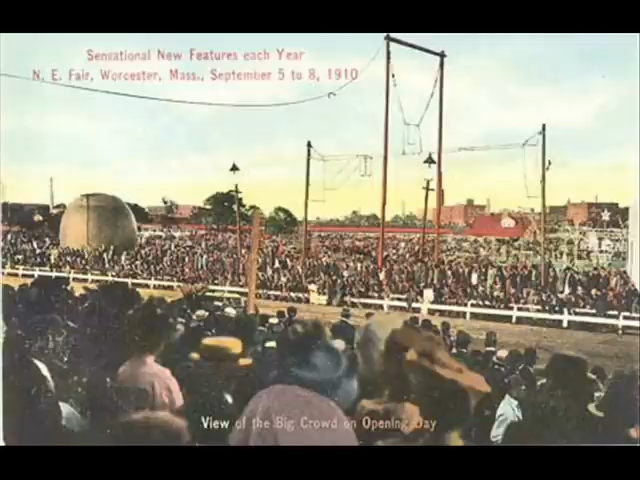 Sensational New Features each Year
N. E. Fair, Worcester, Mass., September 5 to 8, 1910
View of the Big Crowd on Opening Day